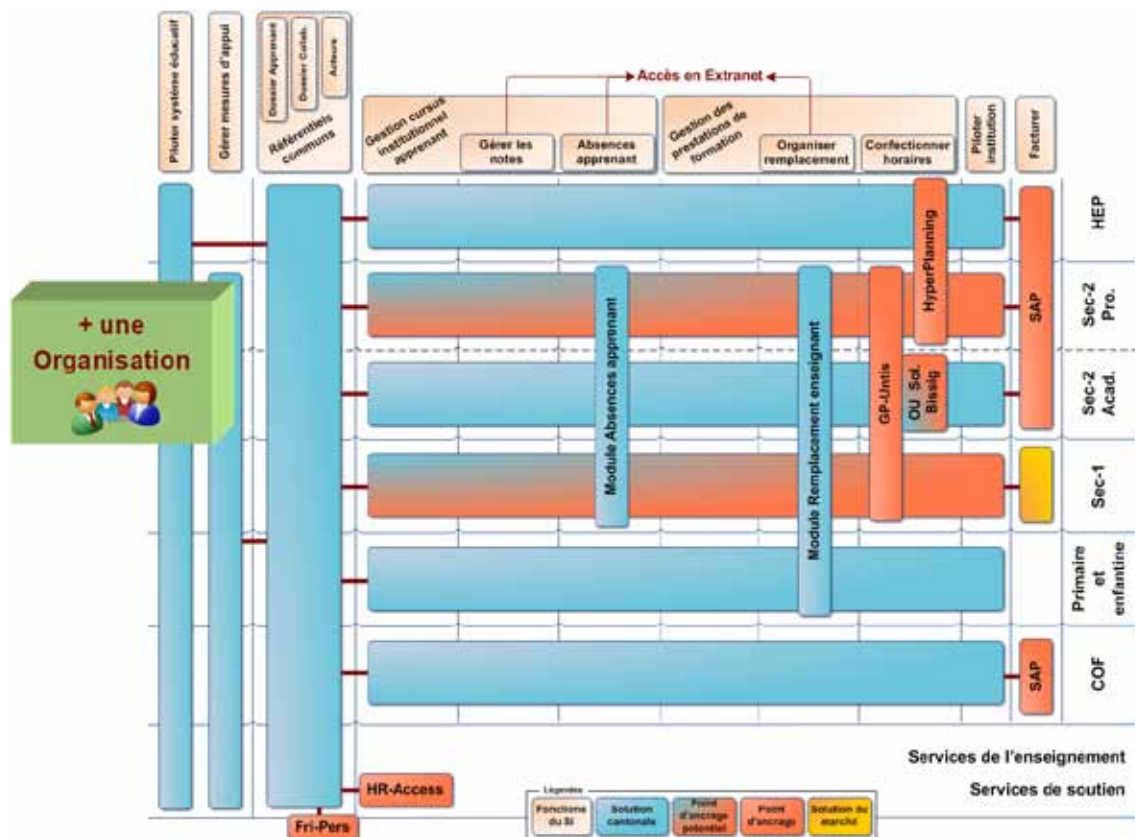 Piloter système éducatif
Gérer mesures d'appui
Dossier Apprenant
Dossier Collab.
Acteurs
Référentiels
communs
Accès en Extranet
Gestion cursus
institutionnel
apprenant
Gérer les
notes
Absences
apprenant
Gestion des
prestations de
formation
Organiser
remplacement
Confectionner
horaires
Piloter
institution
Facturer
HEP
HyperPlanning
SAP
+ une
Organisation
Sec-2
Pro.
Module Absences apprenant
Module Remplacement enseignant
GP-Untis
OU Sol.
Bissig
Sec-2
Acad.
Sec-1
Primaire
et
enfantine
SAP
COF
Services de l'enseignement
Services de soutien
HR-Access
Fri-Pers
Légendes
Fonctions
du SI
Solution
cantonale
Point
d'ancrage
potentiel
Point
d'ancrage
Solution du
marché